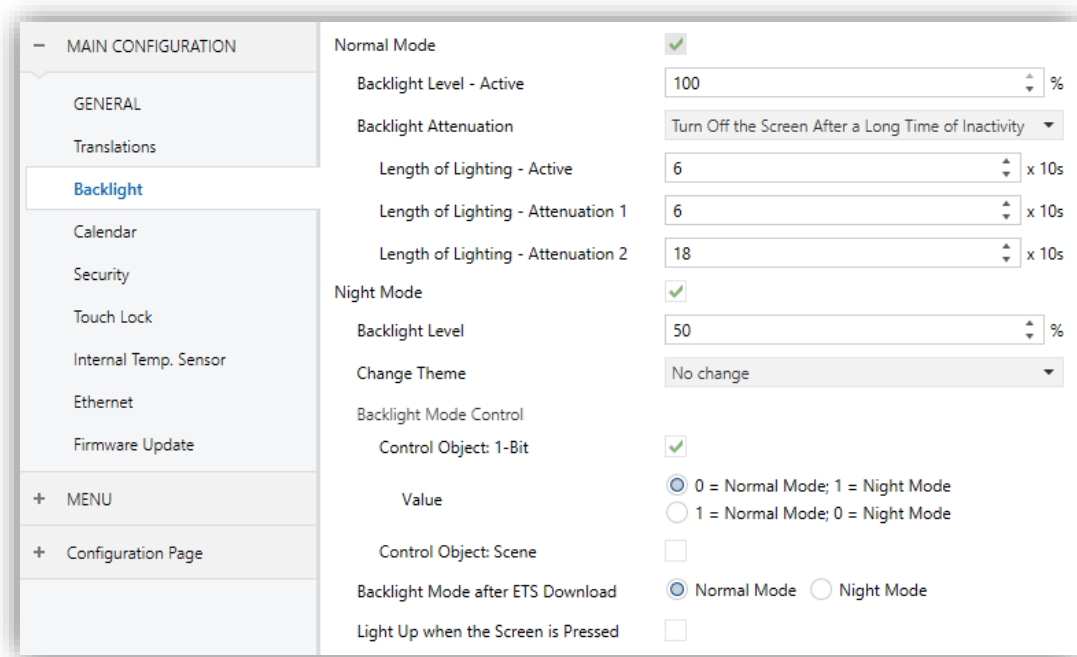 MAIN CONFIGURATION
GENERAL
Translations
Backlight
Calendar
Security
Touch Lock
Internal Temp. Sensor
Ethernet
Firmware Update
MENU
Configuration Page
Normal Mode
Backlight Level - Active 100 %
Backlight Attenuation Turn Off the Screen After a Long Time of Inactivity
Length of Lighting - Active 6 x 10s
Length of Lighting - Attenuation 1 6 x 10s
Length of Lighting - Attenuation 2 18 x 10s
Night Mode
Backlight Level 50 %
Change Theme No change
Backlight Mode Control
Control Object: 1-Bit
Value 0 = Normal Mode; 1 = Night Mode
1 = Normal Mode; 0 = Night Mode
Control Object: Scene
Backlight Mode after ETS Download Normal Mode Night Mode
Light Up when the Screen is Pressed